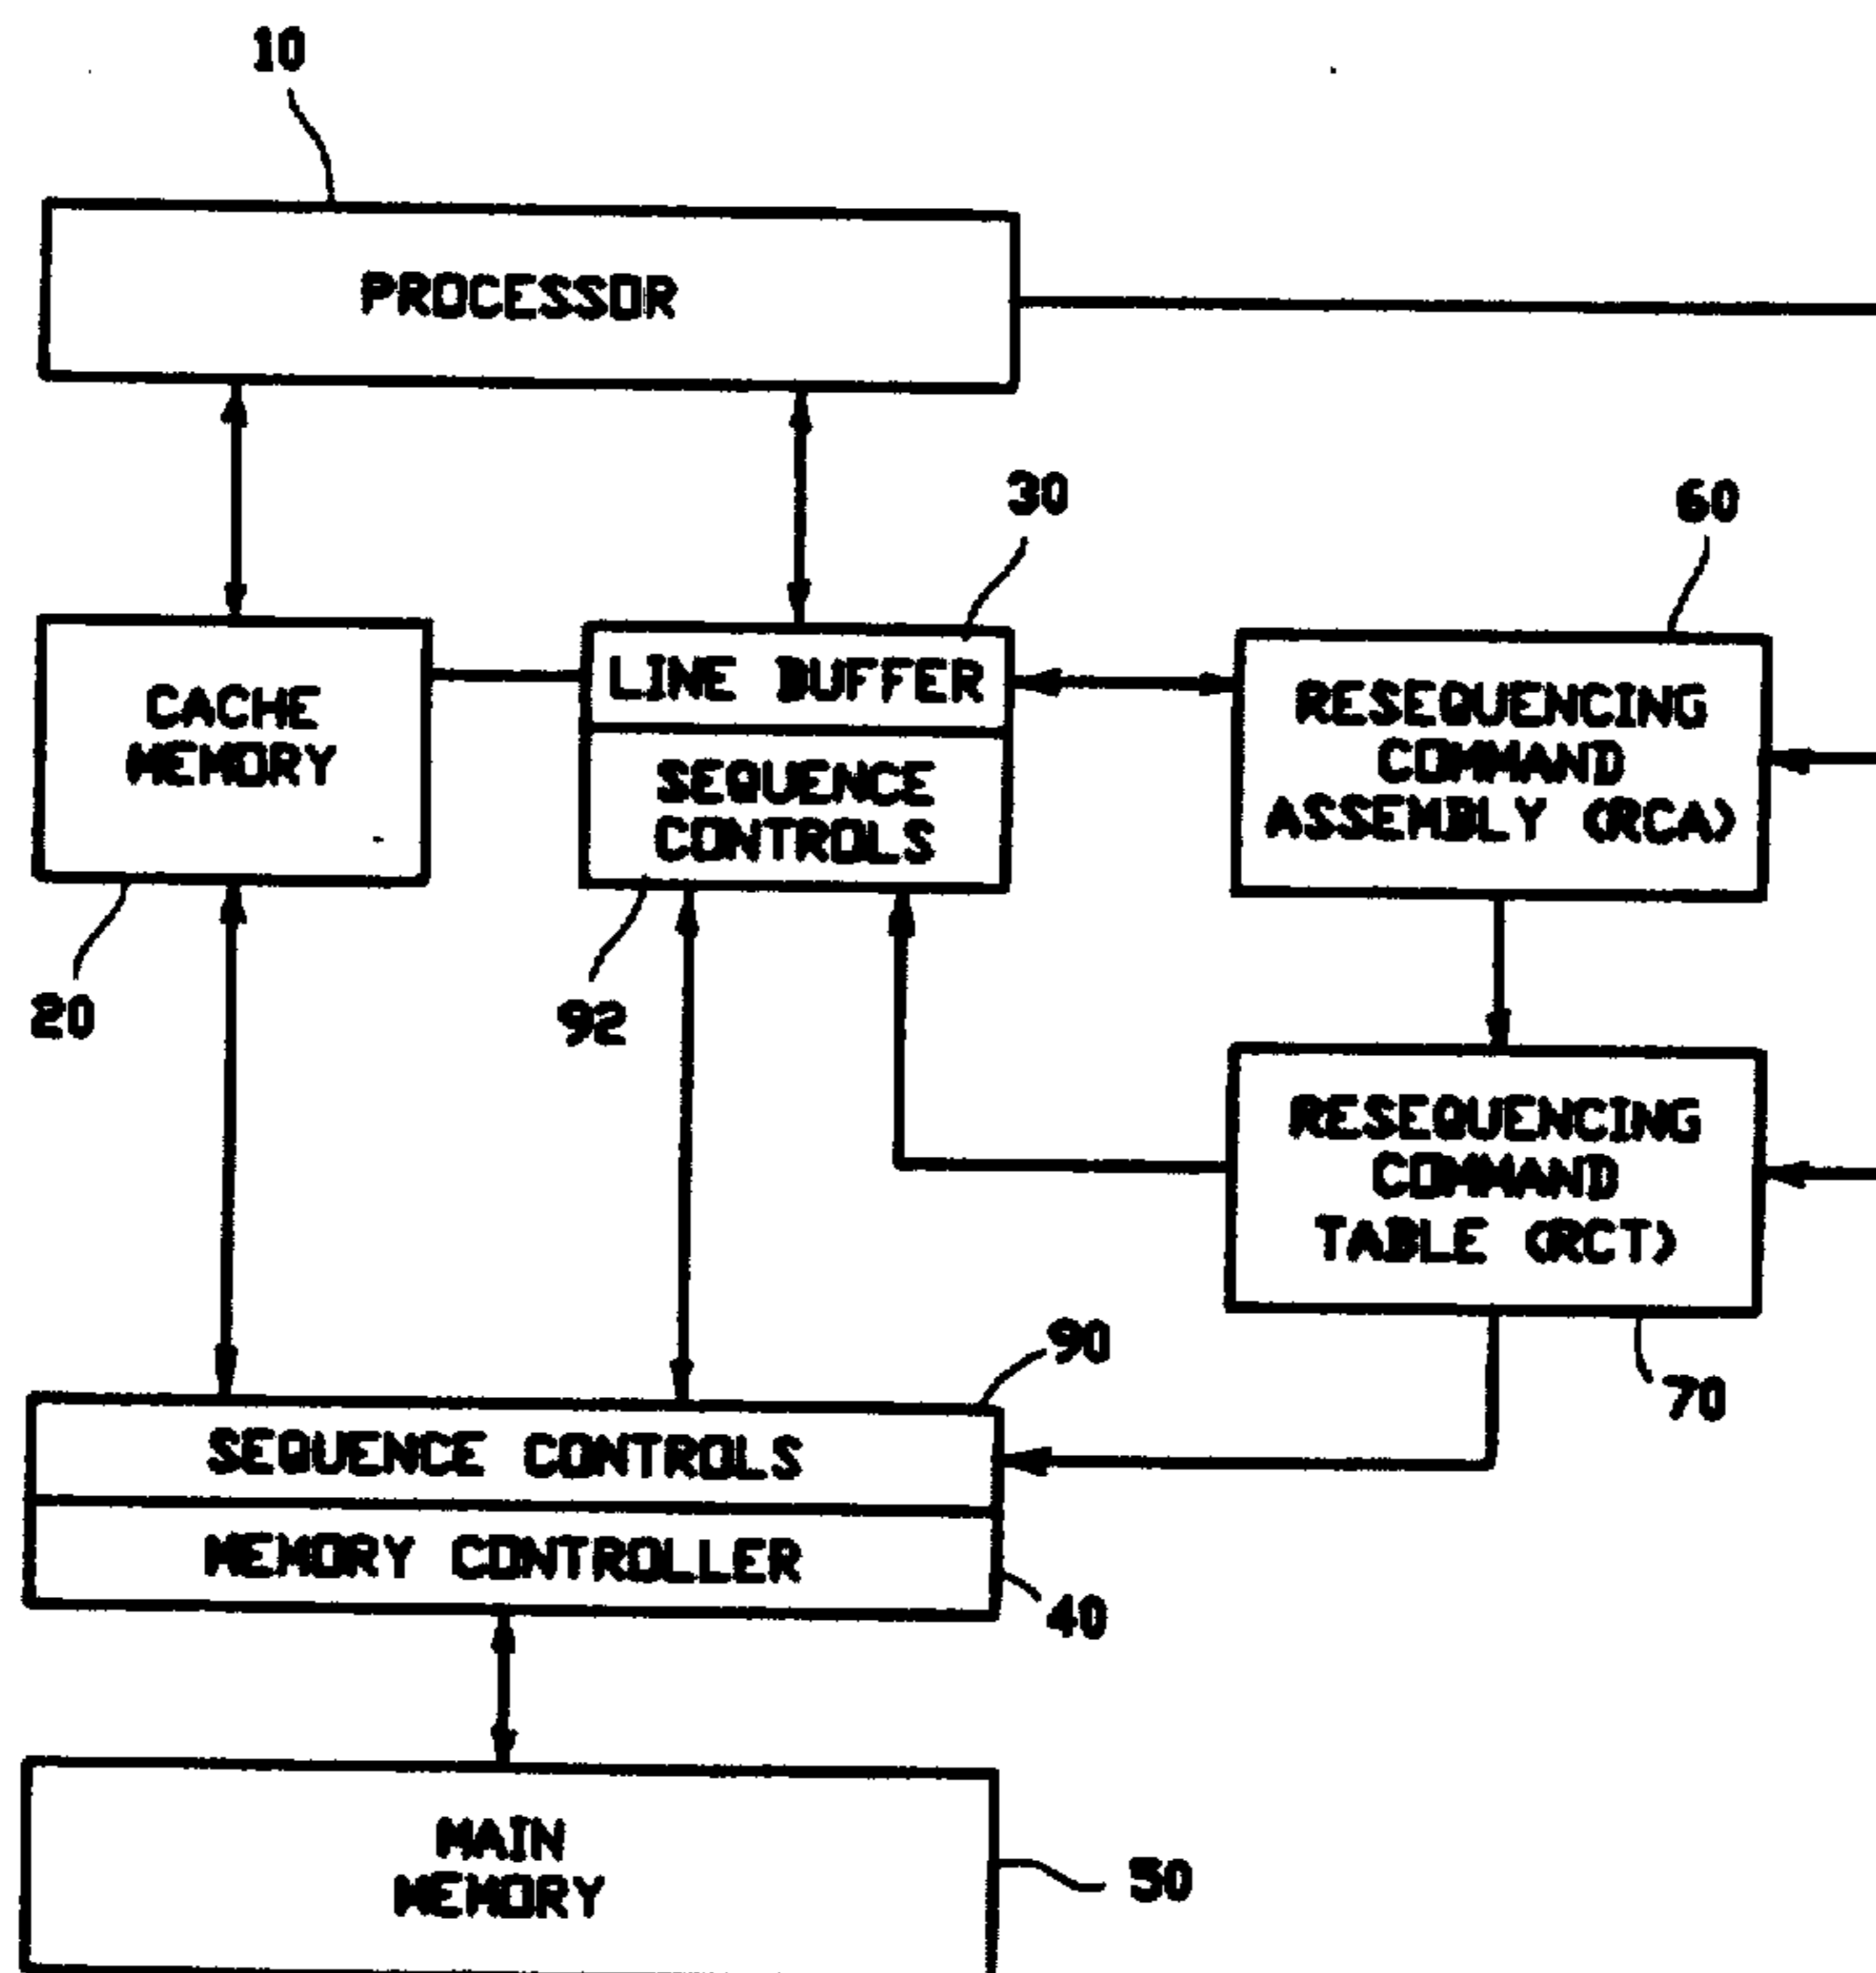 10
PROCESSOR
30
60
CACHE
MEMORY
LINE BUFFER
SEQUENCE
CONTROLS
RESEQUENCING
COMMAND
ASSEMBLY (RCA)
20
92
RESEQUENCING
COMMAND
TABLE (RCT)
90
70
SEQUENCE CONTROLS
MEMORY CONTROLLER
40
MAIN
MEMORY
50